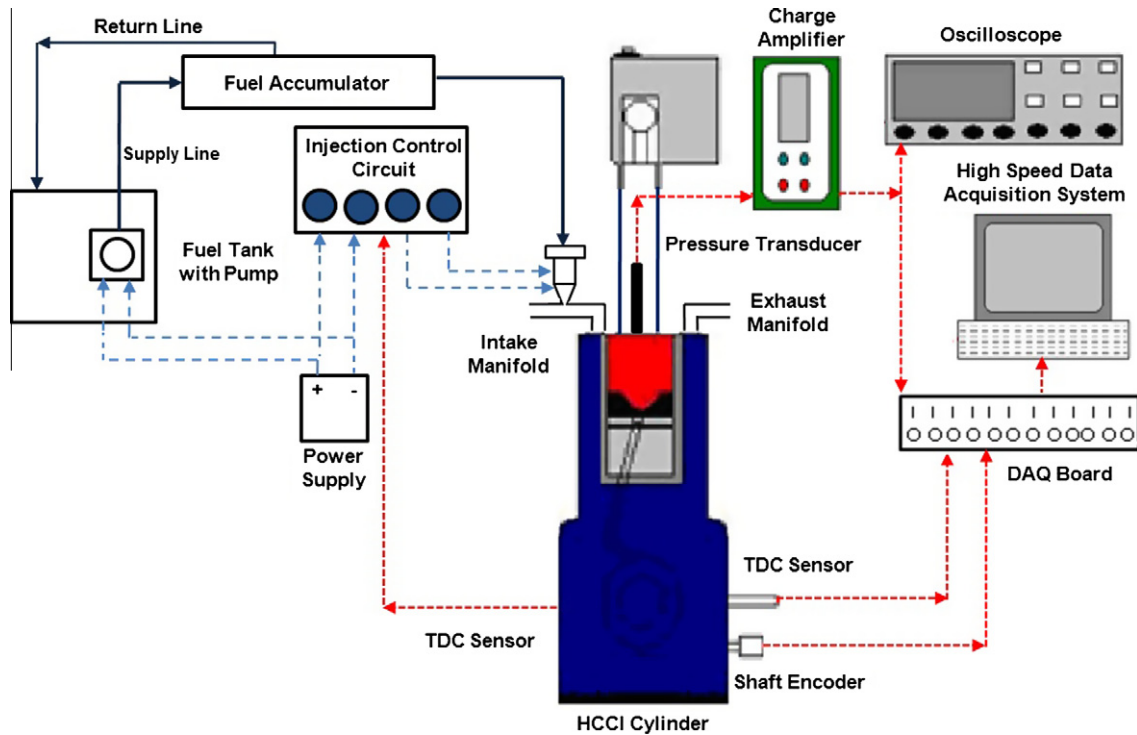 Return Line
Fuel Accumulator
Supply Line
Injection Control
Circuit
Fuel Tank
with Pump
+ -
Power
Supply
Charge
Amplifier
Oscilloscope
High Speed Data
Acquisition System
Pressure Transducer
Intake
Manifold
Exhaust
Manifold
DAQ Board
TDC Sensor
TDC Sensor
Shaft Encoder
HCCI Cylinder